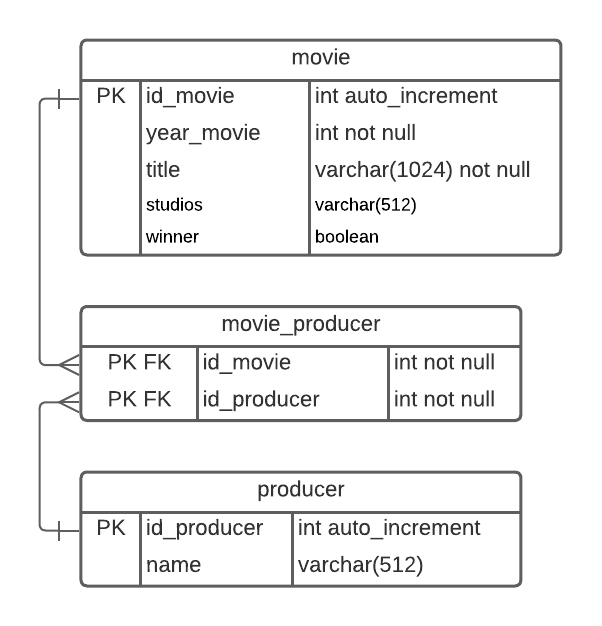 movie
PK id_movie int auto_increment
year_movie int not null
title varchar(1024) not null
studios varchar(512)
winner boolean
movie_producer
PK FK id_movie int not null
PK FK id_producer int not null
producer
PK id_producer int auto_increment
name varchar(512)